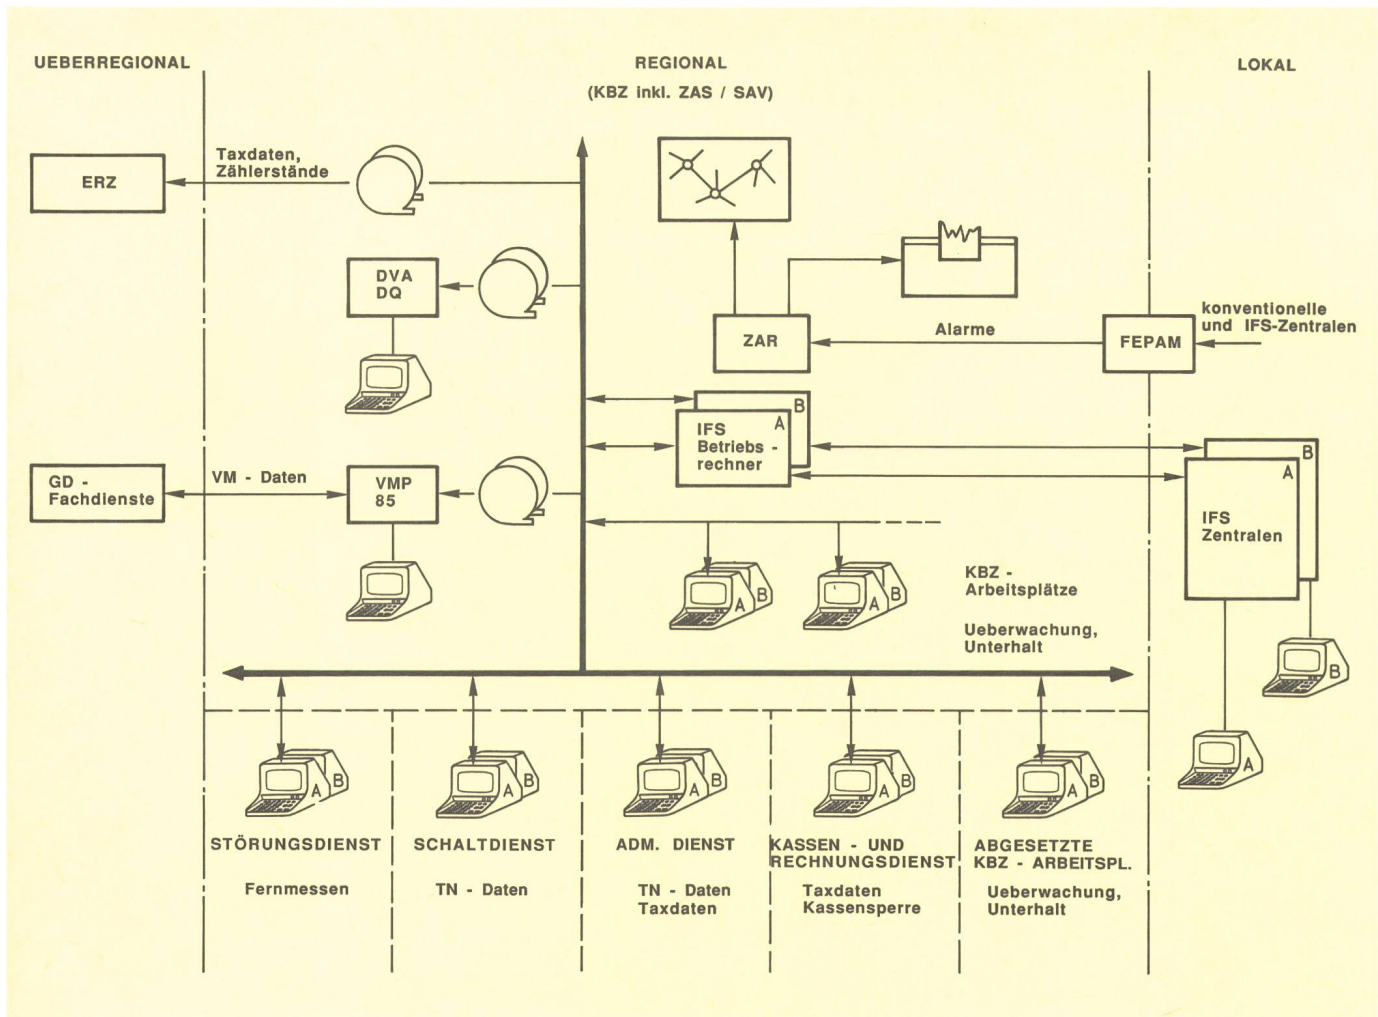 UEBERREGIONAL
REGIONAL
(KBZ inkl. ZAS / SAV)
LOKAL
ERZ
Taxdaten,
Zählerstände
DVA
DQ
ZAR
Alarme
FEPAM
konventionelle
und IFS-Zentralen
B
A
IFS
Betriebs -
rechner
B
A
IFS
Zentralen
GD -
Fachdienste
VM - Daten
VMP
85
A B
A B
KBZ -
Arbeitsplätze
Ueberwachung,
Unterhalt
B
A
A B
A B
A B
A B
A B
STÖRUNGSDIENST
Fernmessen
SCHALTDIENST
TN - Daten
ADM. DIENST
TN - Daten
Taxdaten
KASSEN - UND
RECHNUNGSDIENST
Taxdaten
Kassensperre
ABGESETZTE
KBZ - ARBEITSPL.
Ueberwachung,
Unterhalt